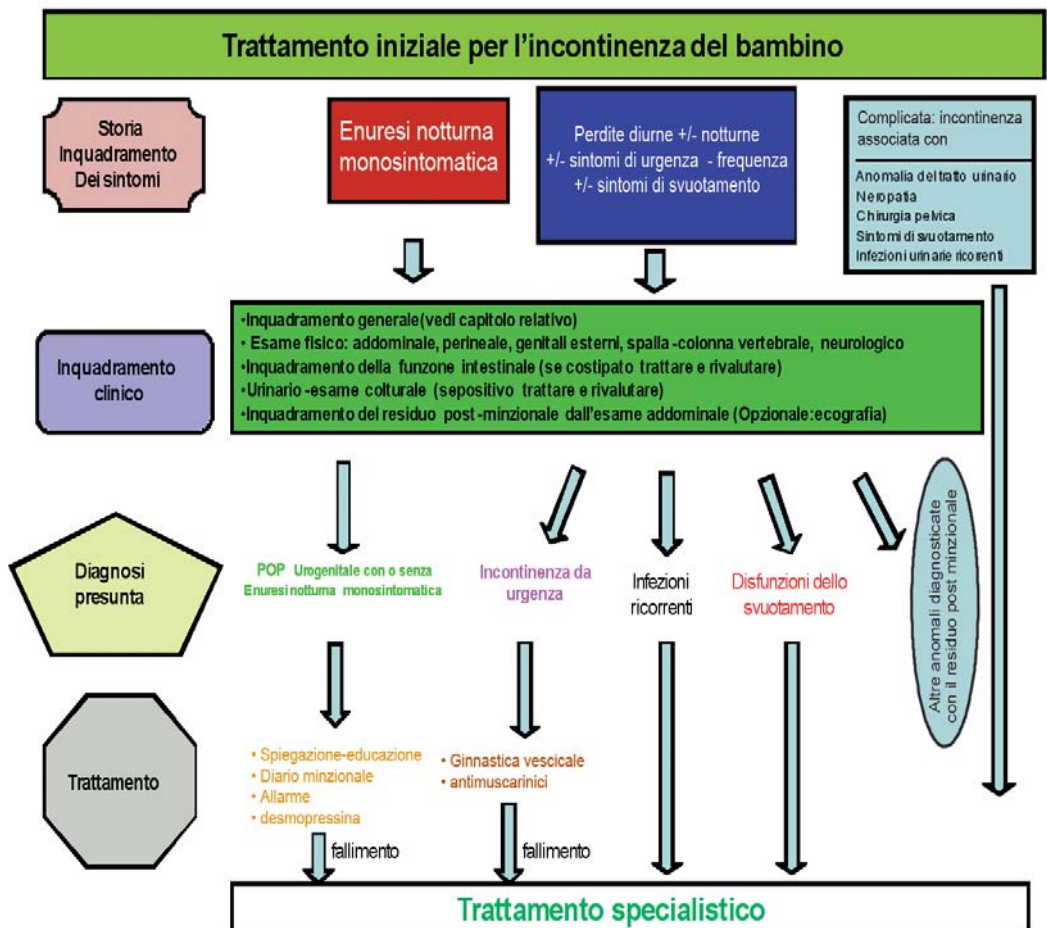 Trattamento iniziale per l'incontinenza del bambino
Storia
Inquadramento
Dei sintomi
Enuresi notturna
monosintomatica
Perdite diurne +/- notturne
+/- sintomi di urgenza - frequenza
+/- sintomi di svuotamento
Complicata: incontinenza
associata con
Anomalia del tratto urinario
Neropatia
Chirurgia pelvica
Sintomi di svuotamento
Infezioni urinarie ricorrenti
Inquadramento
clinico
•Inquadramento generale(vedi capitolo relativo)
• Esame fisico: addominale, perineale, genitali esterni, spalla -colonna vertebrale, neurologico
•Inquadramento della funzone intestinale (se costipato trattare e rivalutare)
•Urinario -esame colturale (sepositivo trattare e rivalutare)
•Inquadramento del residuo post -minzionale dall'esame addominale (Opzionale:ecografia)
Diagnosi
presunta
POP Urogenitale con o senza
Enuresi notturna monosintomatica
Incontinenza da
urgenza
Infezioni
ricorrenti
Disfunzioni dello
svuotamento
Altre anomali diagnosticate
con il residuo post minzionale
Trattamento
• Spiegazione-educazione
• Diario minzionale
• Allarme
• desmopressina
• Ginnastica vescicale
• antimuscarinici
fallimento
fallimento
Trattamento specialistico